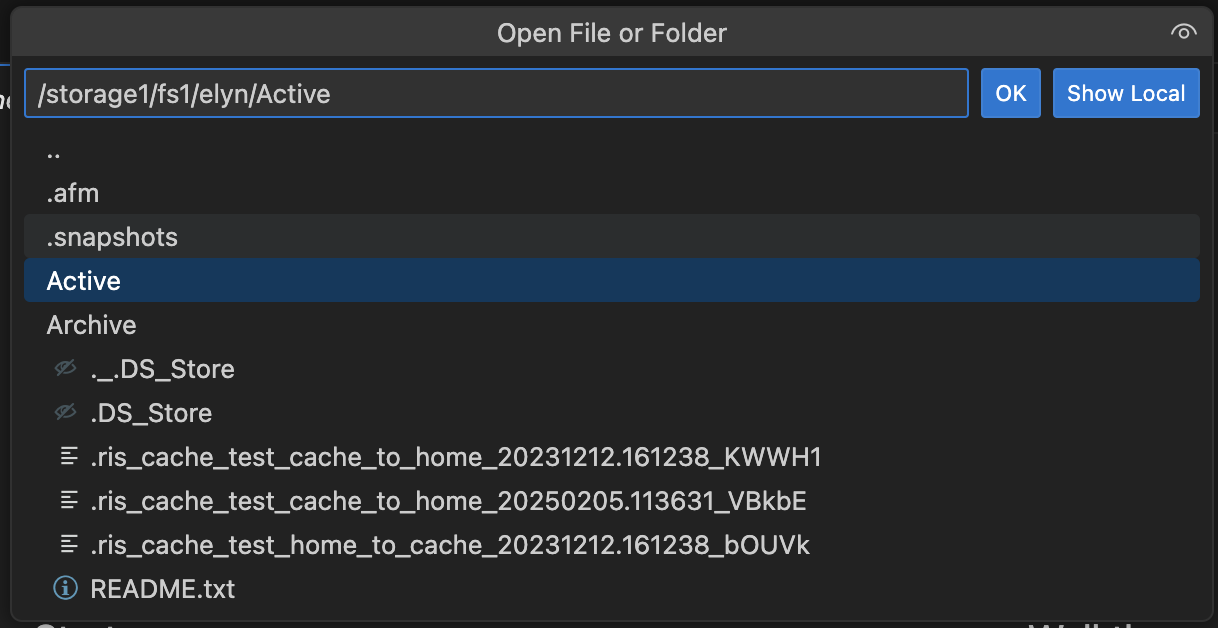 Open File or Folder
/storage1/fs1/elyn/Active
OK
Show Local
..
.afm
.snapshots
Active
Archive
._.DS_Store
.DS_Store
.ris_cache_test_cache_to_home_20231212.161238_KWWH1
.ris_cache_test_cache_to_home_20250205.113631_VBkbE
.ris_cache_test_home_to_cache_20231212.161238_bOUVk
README.txt